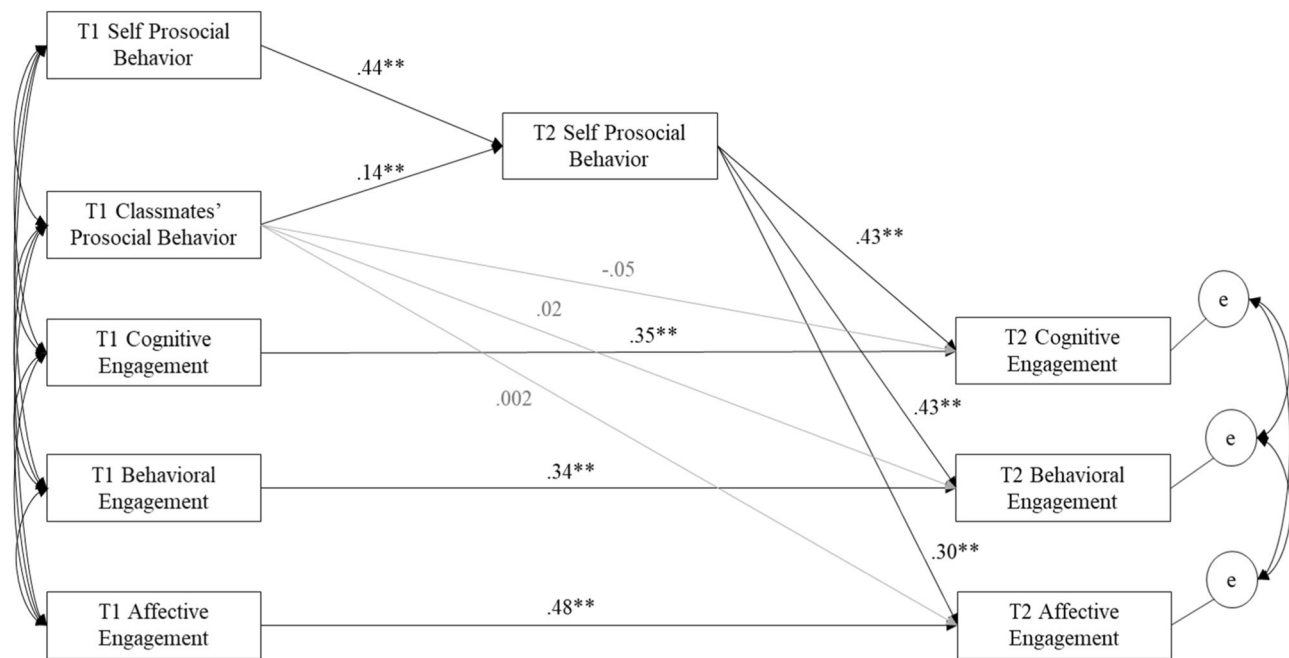 T1 Self Prosocial
Behavior
.44**
T2 Self Prosocial
Behavior
.14**
T1 Classmates’
Prosocial Behavior
.43**
-.05
e
.02
T1 Cognitive
Engagement
.35**
T2 Cognitive
Engagement
.002
.43**
e
T1 Behavioral
Engagement
.34**
T2 Behavioral
Engagement
.30**
e
T1 Affective
Engagement
.48**
T2 Affective
Engagement